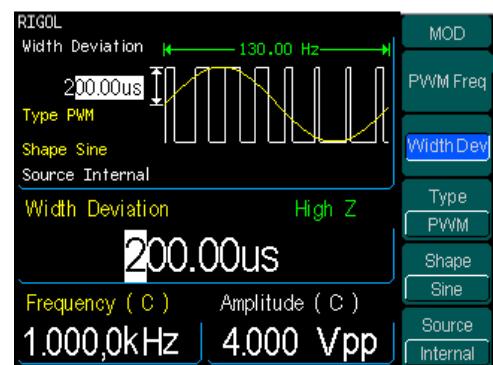 RIGOL
Width Deviation
130.00 Hz
200.00us
Type PWM
Shape Sine
Source Internal
Width Deviation High Z
200.00us
Frequency ( C ) Amplitude ( C )
1.000,0kHz 4.000 Vpp
MOD
PWM Freq
Width Dev
Type
PWM
Shape
Sine
Source
Internal